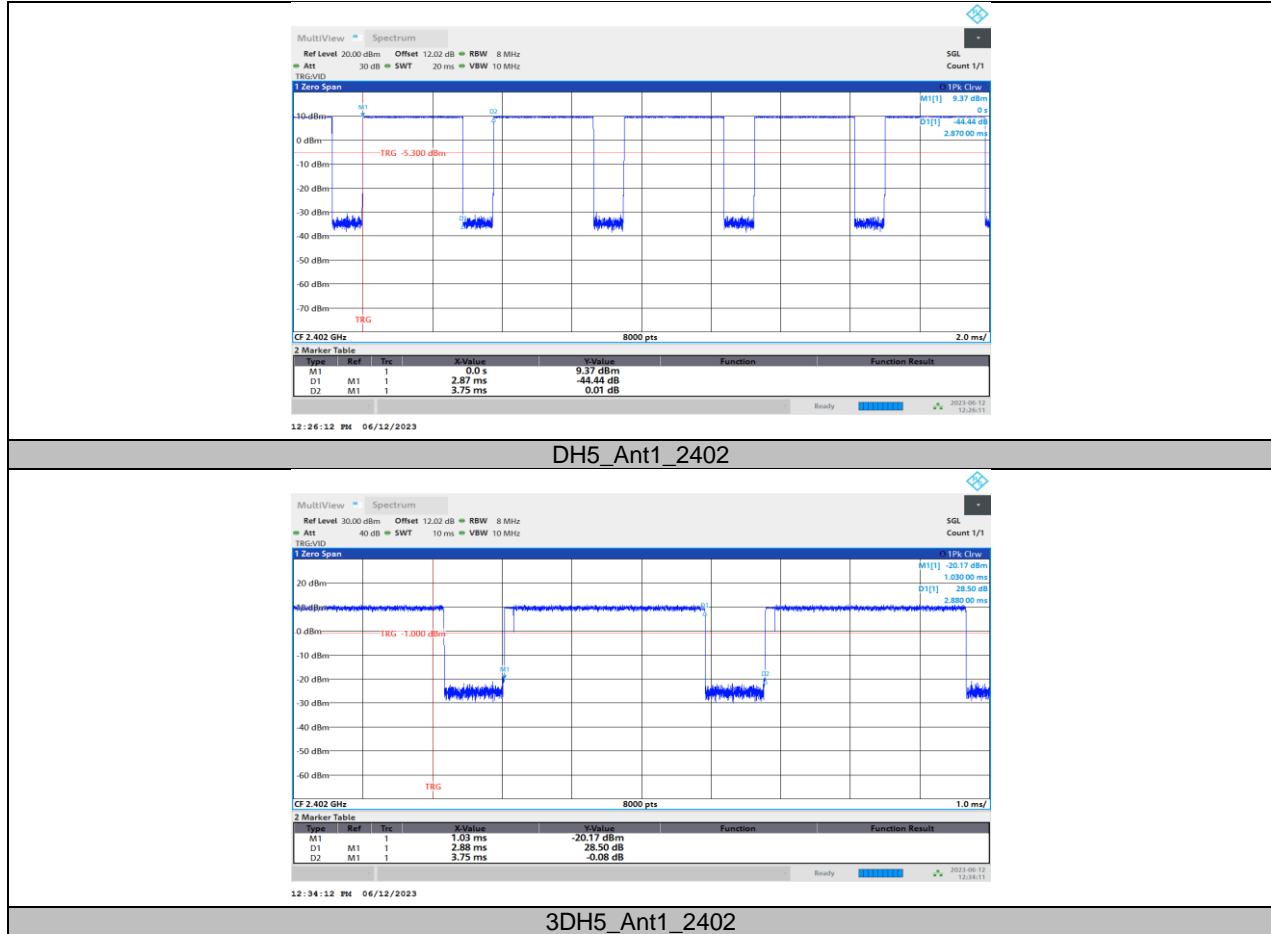 MultiView Spectrum
Ref Level 20.00 dBm Offset 12.02 dB RBW 8 MHz SGL
Att 30 dB SWT 20 ms VBW 10 MHz Count 1/1
TRG:VID
1 Zero Span 1Pk Clrw
M1[1] 9.37 dBm
0 s
D1[1] -44.44 dB
2.870 00 ms
M1
D2
10 dBm
0 dBm
TRG -5.300 dBm
-10 dBm
-20 dBm
-30 dBm
D1
-40 dBm
-50 dBm
-60 dBm
-70 dBm
TRG
CF 2.402 GHz 8000 pts 2.0 ms/
2 Marker Table
Type Ref Trc X-Value Y-Value Function Function Result
M1 1 0.0 s 9.37 dBm
D1 M1 1 2.87 ms -44.44 dB
D2 M1 1 3.75 ms 0.01 dB
Ready 2023-06-12
12:26:11
12:26:12 PM 06/12/2023
DH5_Ant1_2402
MultiView Spectrum
Ref Level 30.00 dBm Offset 12.02 dB RBW 8 MHz SGL
Att 40 dB SWT 10 ms VBW 10 MHz Count 1/1
TRG:VID
1 Zero Span 1Pk Clrw
M1[1] -20.17 dBm
1.030 00 ms
D1[1] 28.50 dB
2.880 00 ms
20 dBm
10 dBm
D1
0 dBm
TRG -1.000 dBm
-10 dBm
M1
D2
-20 dBm
-30 dBm
-40 dBm
-50 dBm
-60 dBm
TRG
CF 2.402 GHz 8000 pts 1.0 ms/
2 Marker Table
Type Ref Trc X-Value Y-Value Function Function Result
M1 1 1.03 ms -20.17 dBm
D1 M1 1 2.88 ms 28.50 dB
D2 M1 1 3.75 ms -0.08 dB
Ready 2023-06-12
12:34:11
12:34:12 PM 06/12/2023
3DH5_Ant1_2402